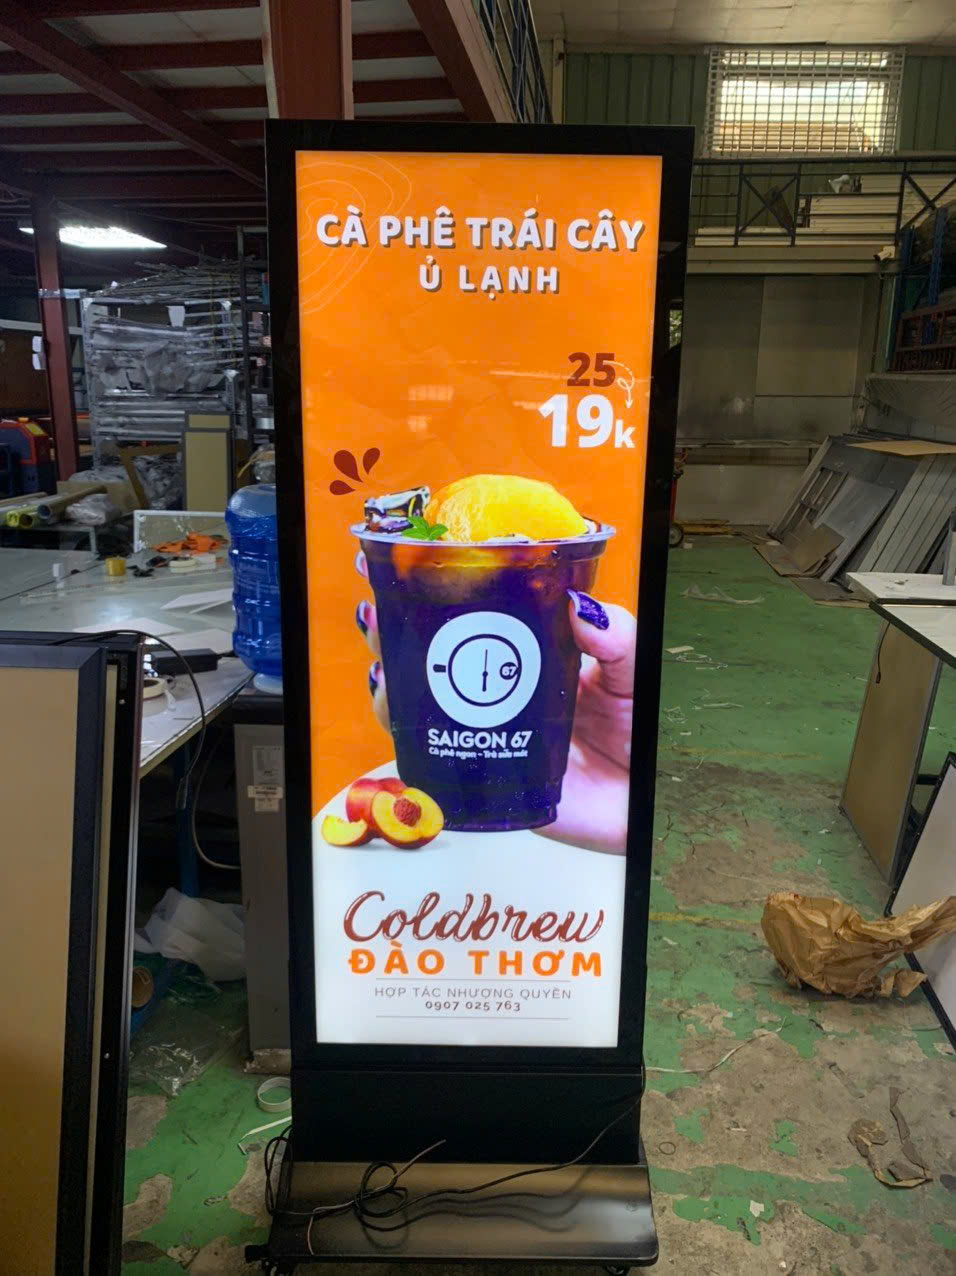 CÀ PHÊ TRÁI CÂY
Ủ LẠNH
25
19k
67
SAIGON 67
Cà phê ngon - Trà sữa mát
Coldbrew
ĐÀO THƠM
HỢP TÁC NHƯỢNG QUYỀN
0907 025 763